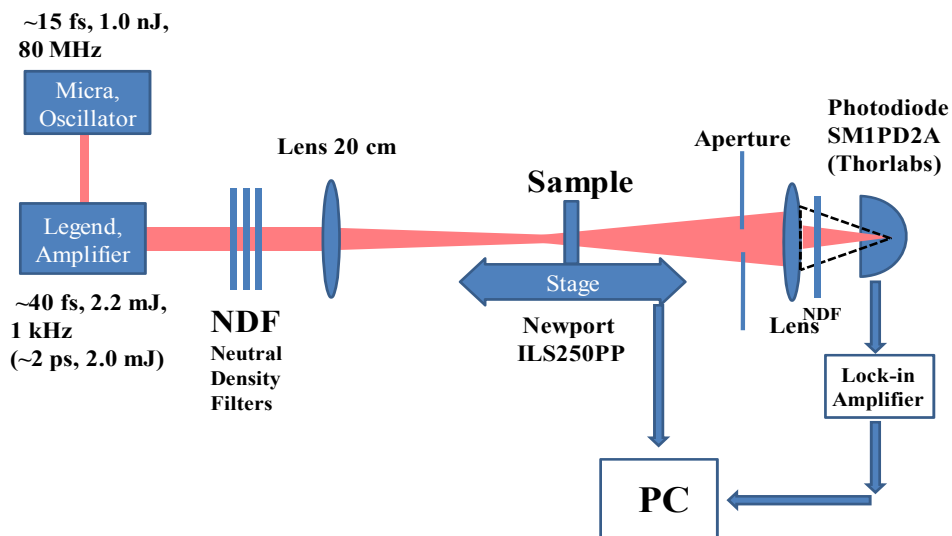 ~15 fs, 1.0 nJ,
80 MHz
Micra,
Oscillator
Legend,
Amplifier
~40 fs, 2.2 mJ,
1 kHz
(~2 ps, 2.0 mJ)
NDF
Neutral
Density
Filters
Lens 20 cm
Sample
Stage
Newport
ILS250PP
Aperture
Lens
NDF
Photodiode
SM1PD2A
(Thorlabs)
Lock-in
Amplifier
PC